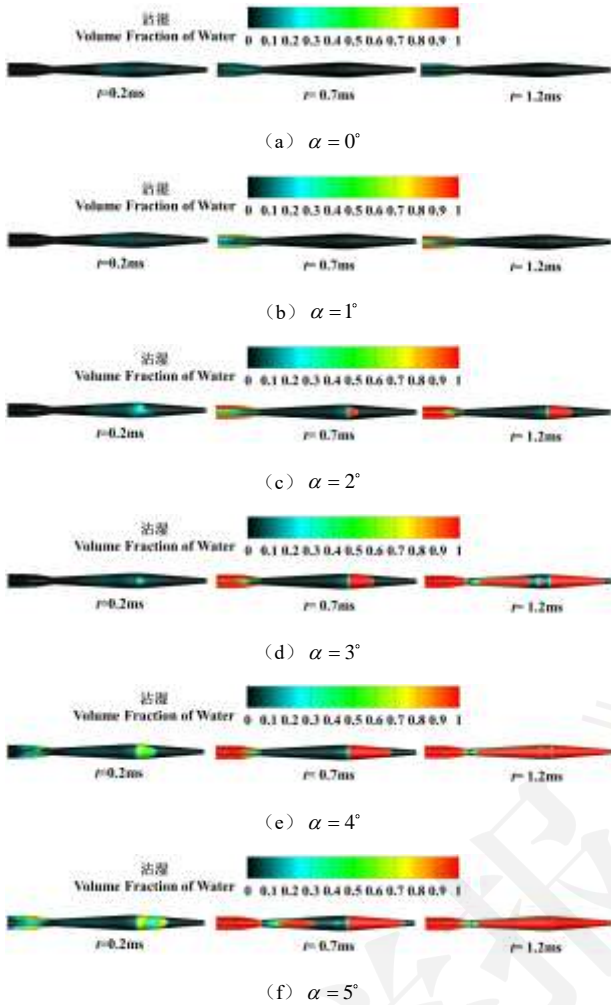 沾湿
Volume Fraction of Water 0 0.1 0.2 0.3 0.4 0.5 0.6 0.7 0.8 0.9 1
t=0.2ms t=0.7ms t= 1.2ms
(a) α = 0°
沾湿
Volume Fraction of Water 0 0.1 0.2 0.3 0.4 0.5 0.6 0.7 0.8 0.9 1
t=0.2ms t=0.7ms t= 1.2ms
(b) α = 1°
沾湿
Volume Fraction of Water 0 0.1 0.2 0.3 0.4 0.5 0.6 0.7 0.8 0.9 1
t=0.2ms t=0.7ms t= 1.2ms
(c) α = 2°
沾湿
Volume Fraction of Water 0 0.1 0.2 0.3 0.4 0.5 0.6 0.7 0.8 0.9 1
t=0.2ms t=0.7ms t= 1.2ms
(d) α = 3°
沾湿
Volume Fraction of Water 0 0.1 0.2 0.3 0.4 0.5 0.6 0.7 0.8 0.9 1
t=0.2ms t=0.7ms t= 1.2ms
(e) α = 4°
沾湿
Volume Fraction of Water 0 0.1 0.2 0.3 0.4 0.5 0.6 0.7 0.8 0.9 1
t=0.2ms t=0.7ms t= 1.2ms
(f) α = 5°